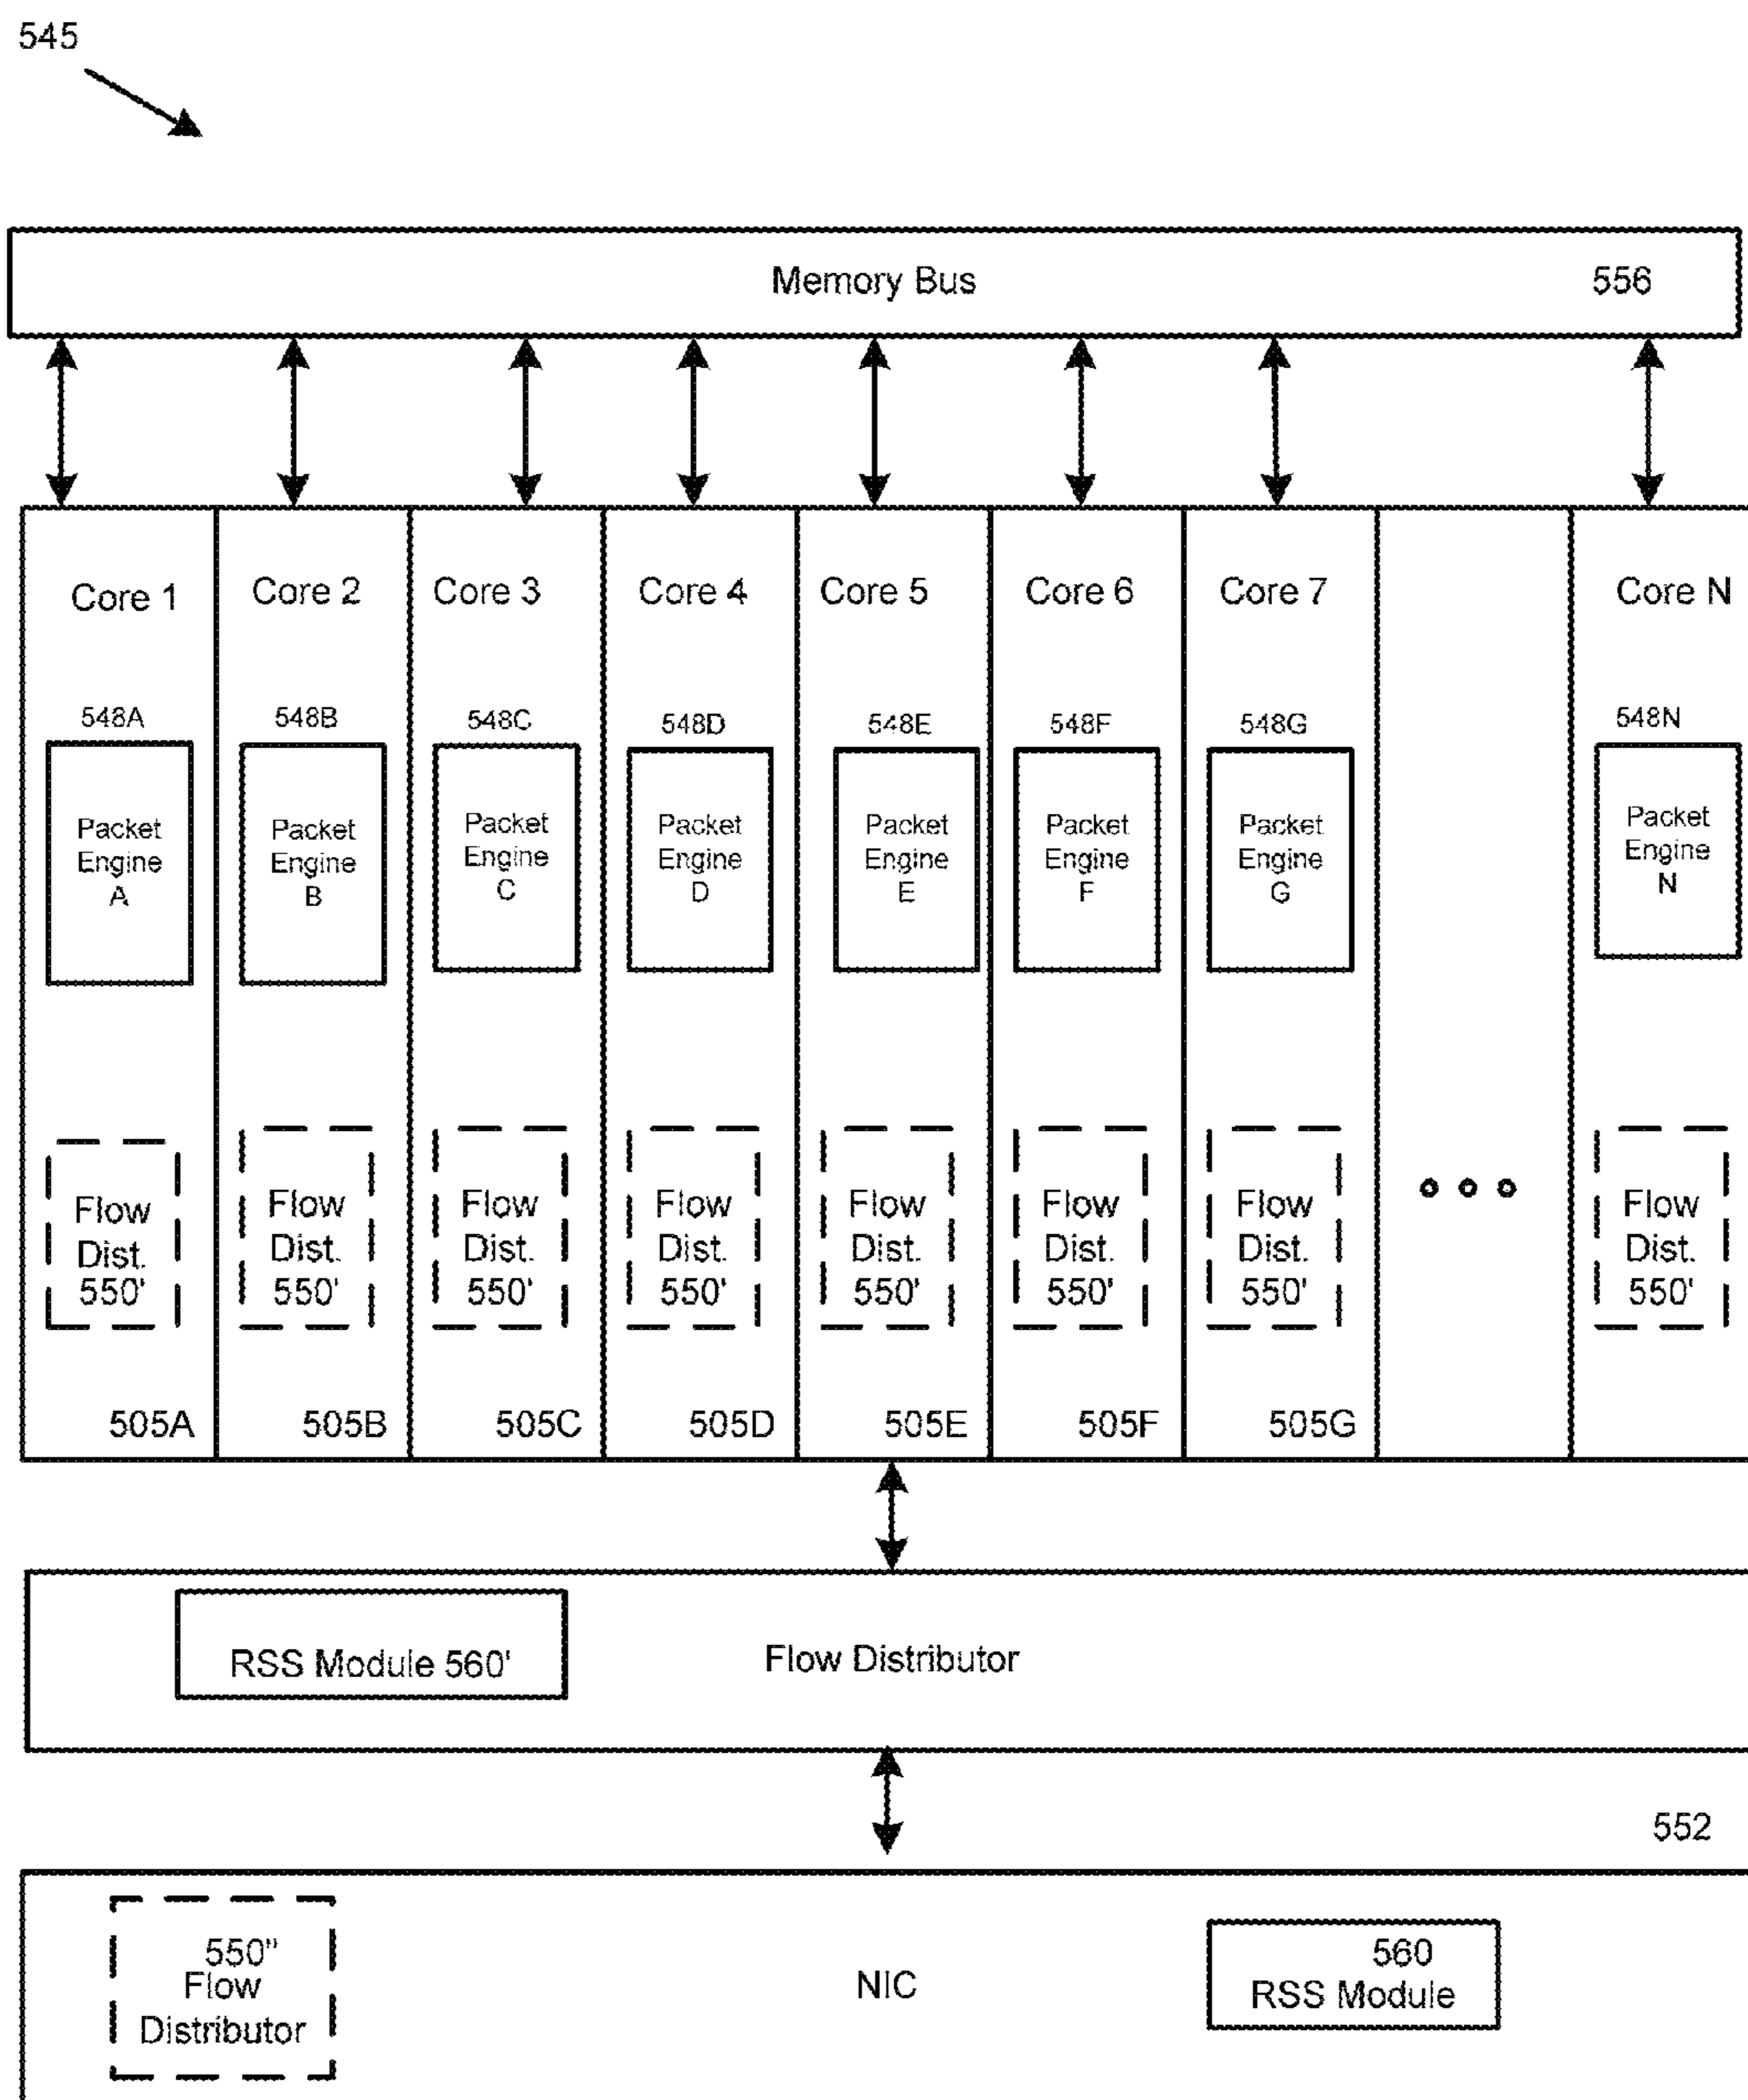 545
Memory Bus 556
Core 1 Core 2 Core 3 Core 4 Core 5 Core 6 Core 7 Core N
548A 548B 548C 548D 548E 548F 548G 548N
Packet Packet Packet Packet Packet Packet Packet Packet
Engine Engine Engine Engine Engine Engine Engine Engine
A B C D E F G N
Flow Flow Flow Flow Flow Flow Flow Flow
Dist. Dist. Dist. Dist. Dist. Dist. Dist. Dist.
550' 550' 550' 550' 550' 550' 550' 550'
505A 505B 505C 505D 505E 505F 505G
RSS Module 560' Flow Distributor
552
550"
Flow
Distributor
NIC
560
RSS Module